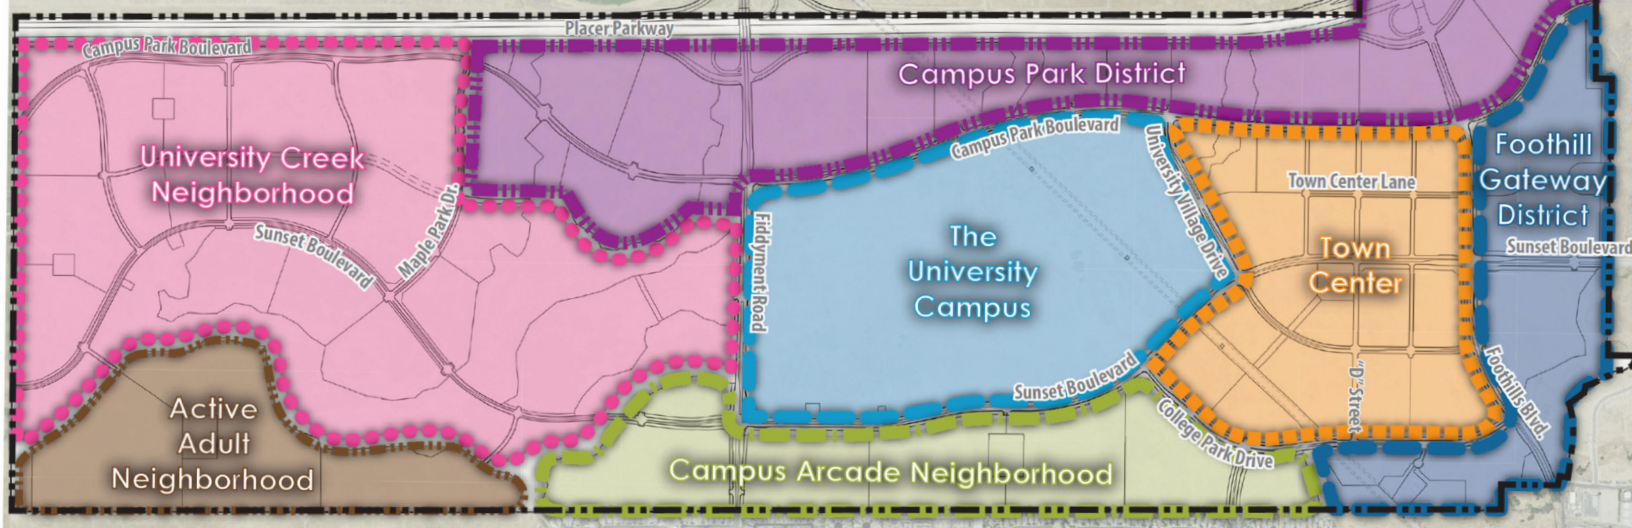 Placer Parkway
Campus Park Boulevard
Campus Park District
Campus Park Boulevard
University Village Drive
Foothill
Gateway
District
University Creek
Neighborhood
Town Center Lane
Maple Park Dr.
Sunset Boulevard
Fiddyment Road
The
University
Campus
Town
Center
Sunset Boulevard
Sunset Boulevard
"D" Street
Foothills Blvd.
College Park Drive
Active
Adult
Neighborhood
Campus Arcade Neighborhood